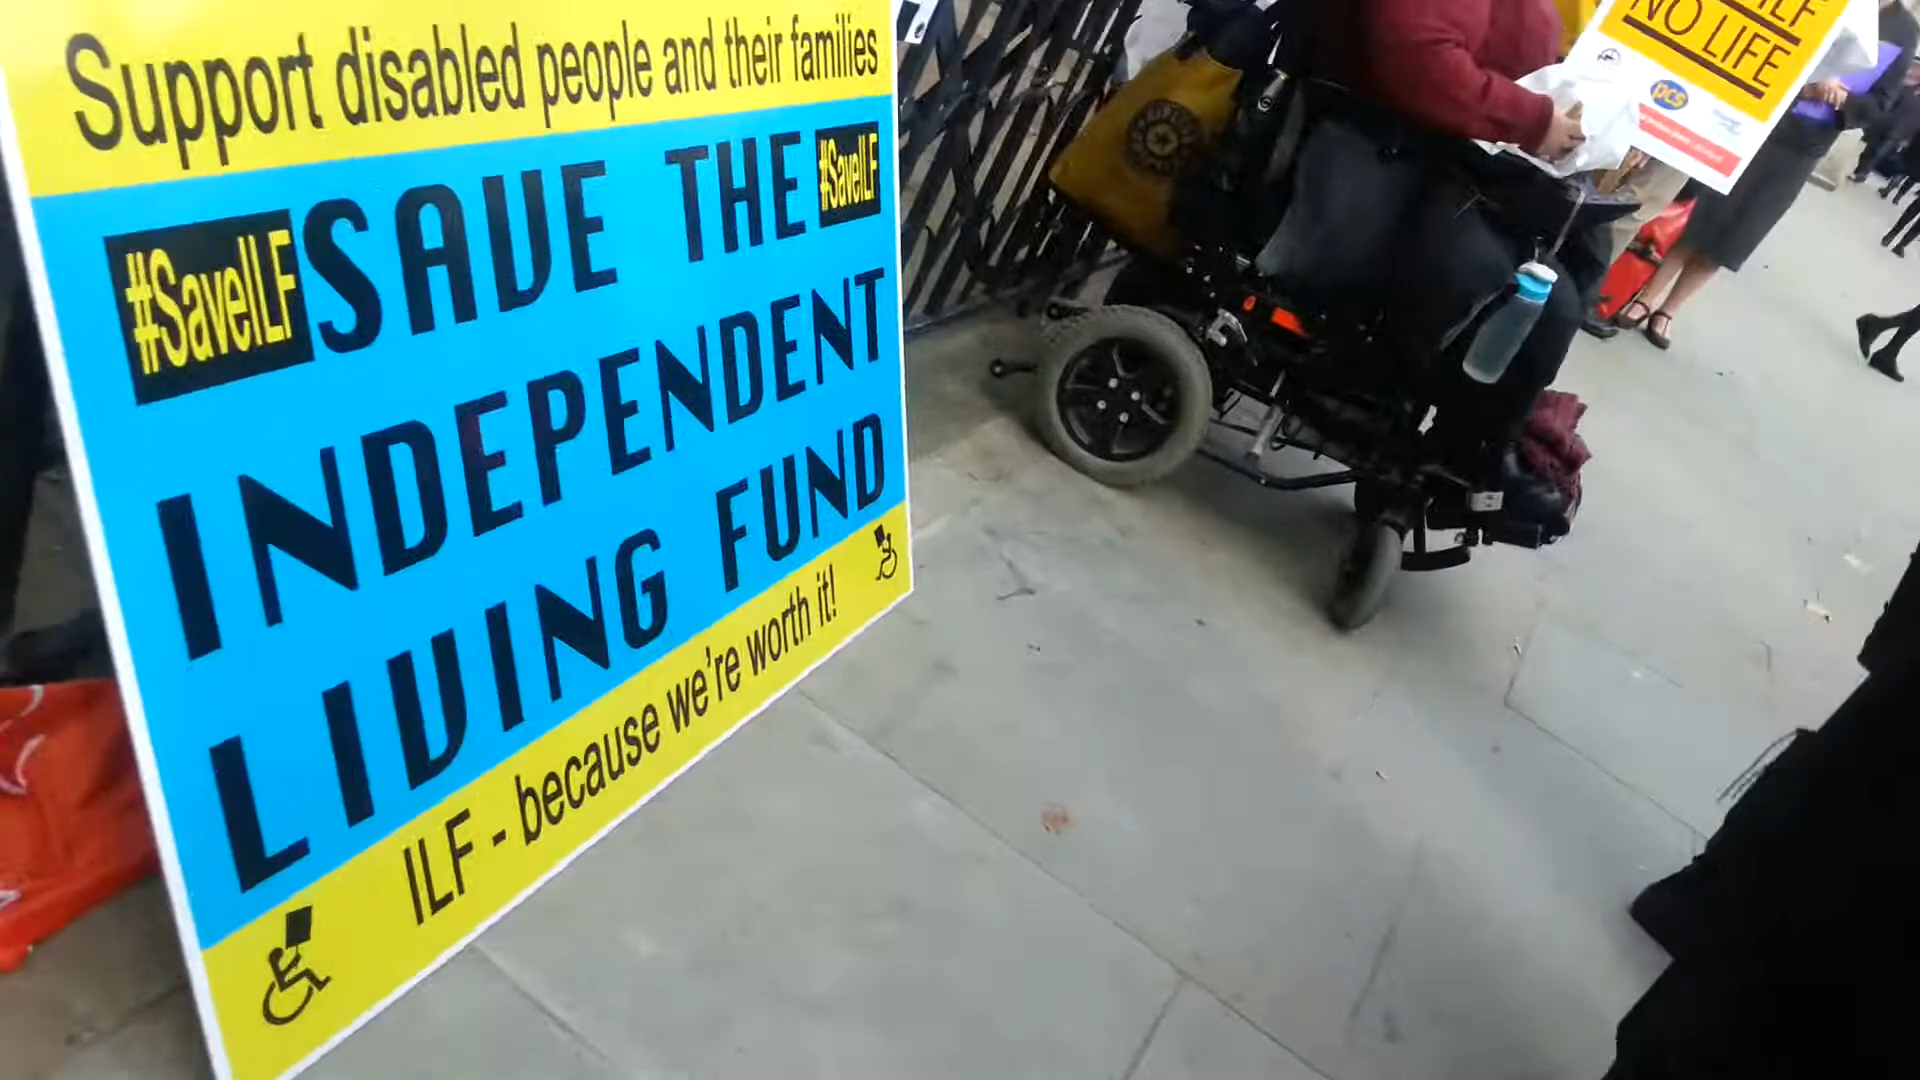 Support disabled people and their families
#SaveILF SAVE THE #SaveILF
INDEPENDENT
LIVING FUND
ILF - because we're worth it!
ILF
NO LIFE
pcs